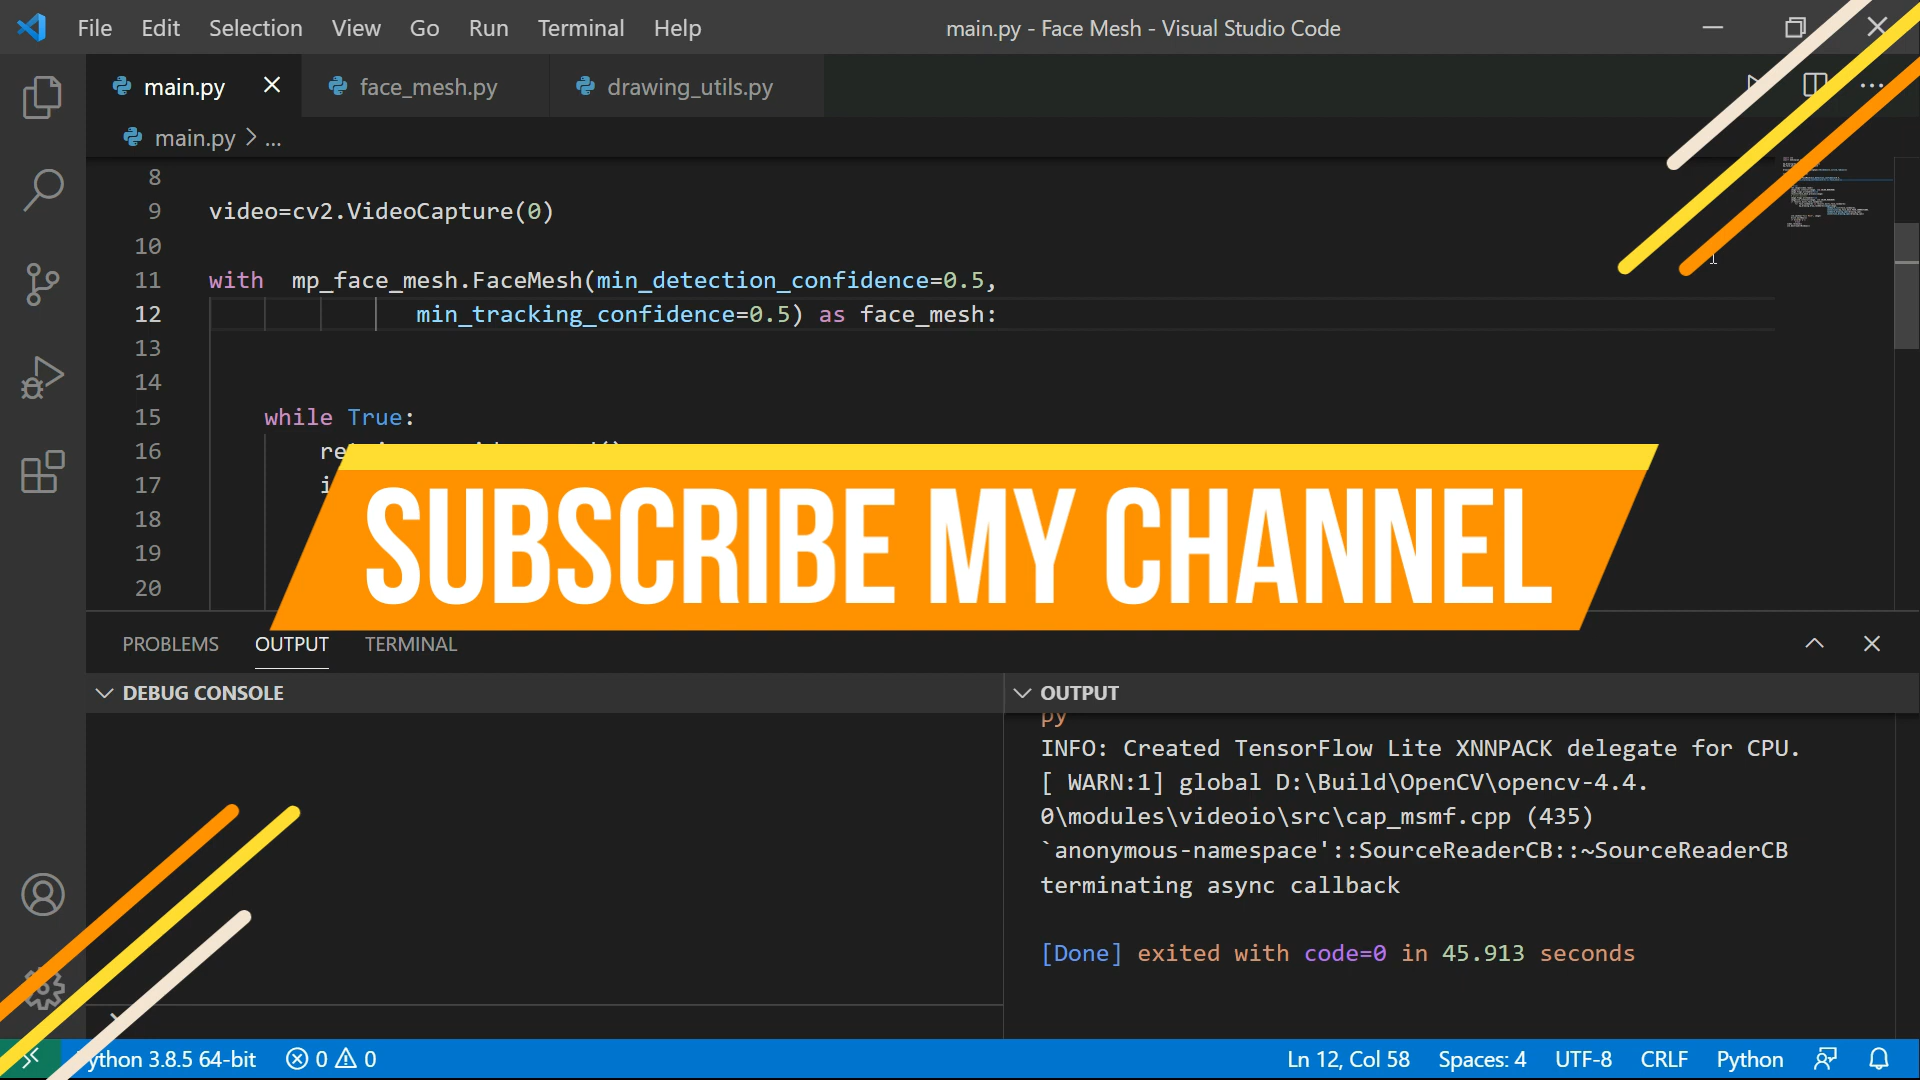 File Edit Selection View Go Run Terminal Help
main.py - Face Mesh - Visual Studio Code
main.py face_mesh.py drawing_utils.py
main.py > ...
8
9 video=cv2.VideoCapture(0)
10
11 with mp_face_mesh.FaceMesh(min_detection_confidence=0.5,
12 min_tracking_confidence=0.5) as face_mesh:
13
14
15 while True:
16
17
18
19
20
SUBSCRIBE MY CHANNEL
PROBLEMS OUTPUT TERMINAL
DEBUG CONSOLE
OUTPUT
py
INFO: Created TensorFlow Lite XNNPACK delegate for CPU.
[ WARN:1] global D:\Build\OpenCV\opencv-4.4.
0\modules\videoio\src\cap_msmf.cpp (435)
`anonymous-namespace'::SourceReaderCB::~SourceReaderCB
terminating async callback
[Done] exited with code=0 in 45.913 seconds
ython 3.8.5 64-bit 0 0 Ln 12, Col 58 Spaces: 4 UTF-8 CRLF Python